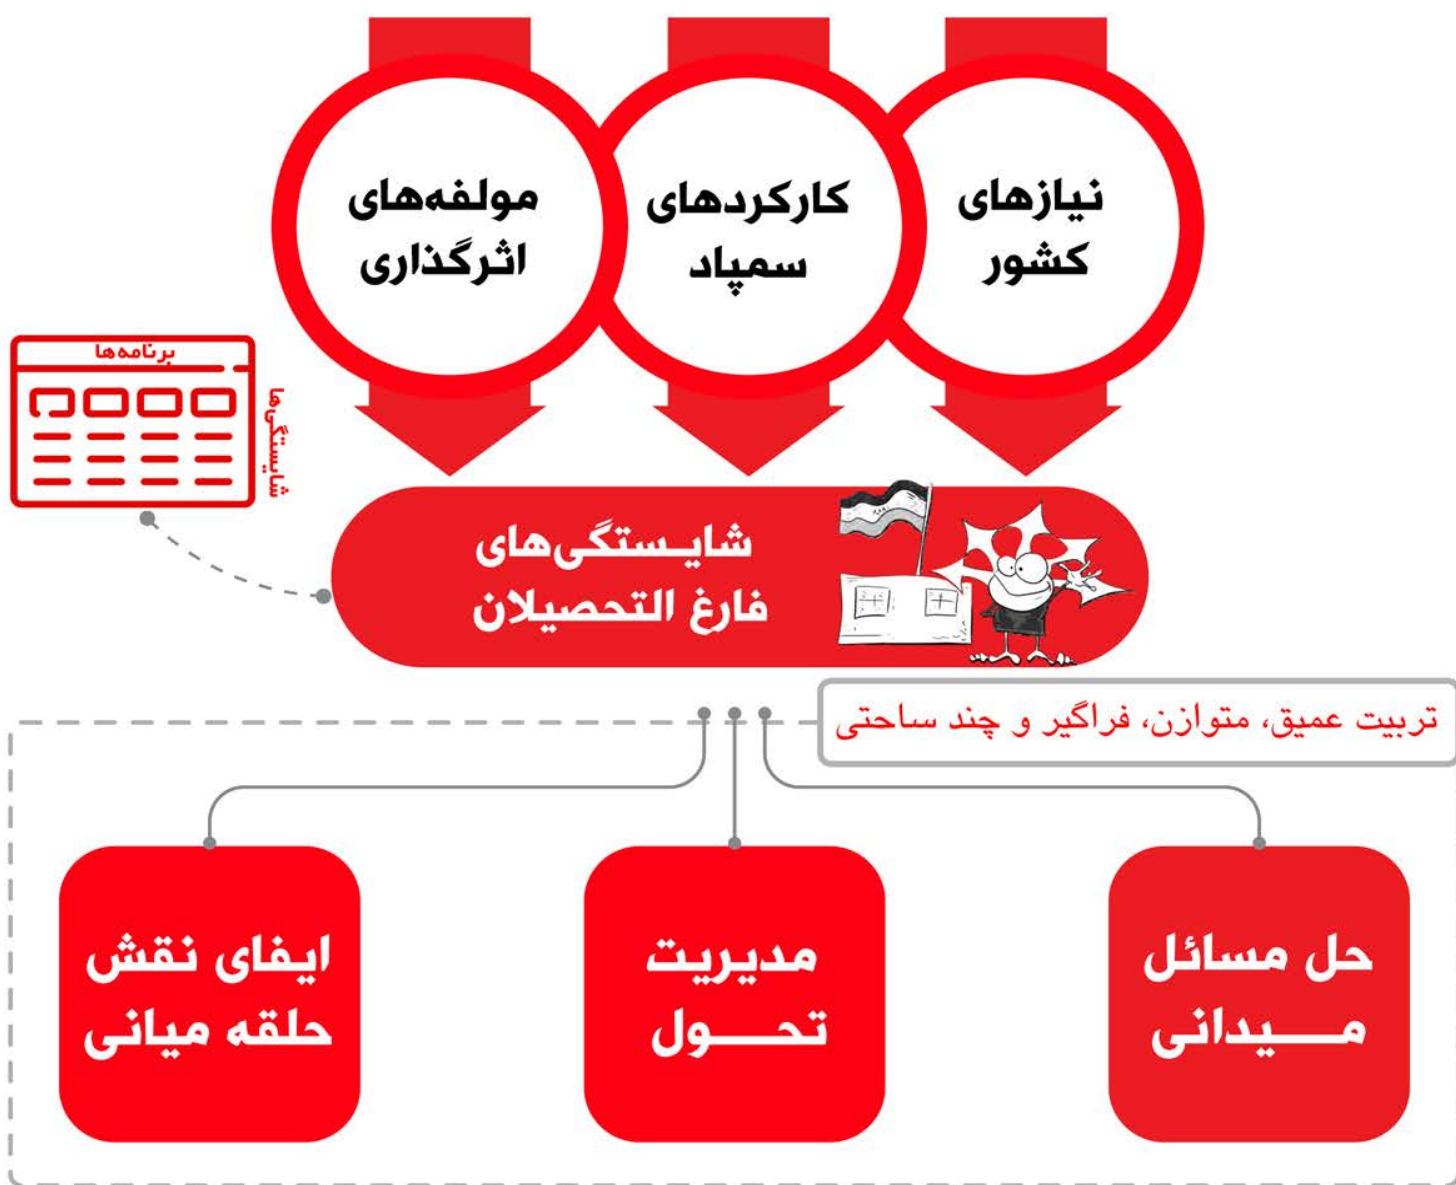 نیازهای
کشور
کارکردهای
سمپاد
مولفه‌های
اثرگذاری
برنامه‌ها
شایستگی‌ها
شایستگی‌های
فارغ التحصیلان
تربیت عمیق، متوازن، فراگیر و چند ساحتی
حل مسائل
میدانی
مدیریت
تحول
ایفای نقش
حلقه میانی